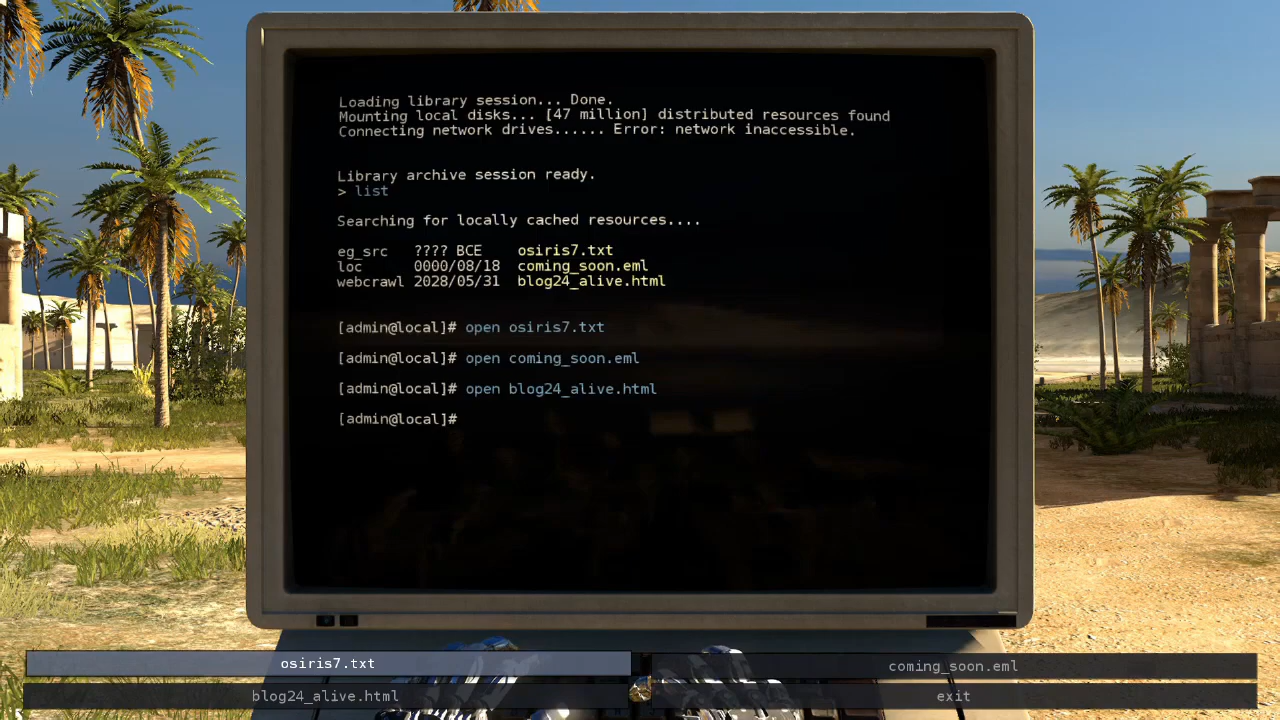 Loading library session... Done.
Mounting local disks... [47 million] distributed resources found
Connecting network drives...... Error: network inaccessible.
Library archive session ready.
> list
Searching for locally cached resources....
eg_src ???? BCE osiris7.txt
loc 0000/08/18 coming_soon.eml
webcrawl 2028/05/31 blog24_alive.html
[admin@local]# open osiris7.txt
[admin@local]# open coming_soon.eml
[admin@local]# open blog24_alive.html
[admin@local]#
osiris7.txt
coming_soon.eml
blog24_alive.html
exit